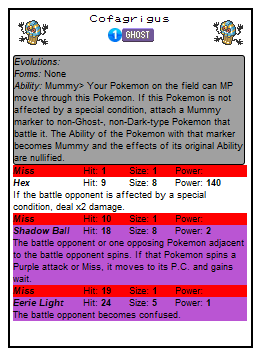 Cofagrigus
1 GHOST
Evolutions:
Forms: None
Ability: Mummy> Your Pokemon on the field can MP
move through this Pokemon. If this Pokemon is not
affected by a special condition, attach a Mummy
marker to non-Ghost-, non-Dark-type Pokemon that
battle it. The Ability of the Pokemon with that marker
becomes Mummy and the effects of its original Ability
are nullified.
Miss Hit: 1 Size: 1 Power:
Hex Hit: 9 Size: 8 Power: 140
If the battle opponent is affected by a special
condition, deal x2 damage.
Miss Hit: 10 Size: 1 Power:
Shadow Ball Hit: 18 Size: 8 Power: 2
The battle opponent or one opposing Pokemon adjacent
to the battle opponent spins. If that Pokemon spins a
Purple attack or Miss, it moves to its P.C. and gains
wait.
Miss Hit: 19 Size: 1 Power:
Eerie Light Hit: 24 Size: 5 Power: 1
The battle opponent becomes confused.